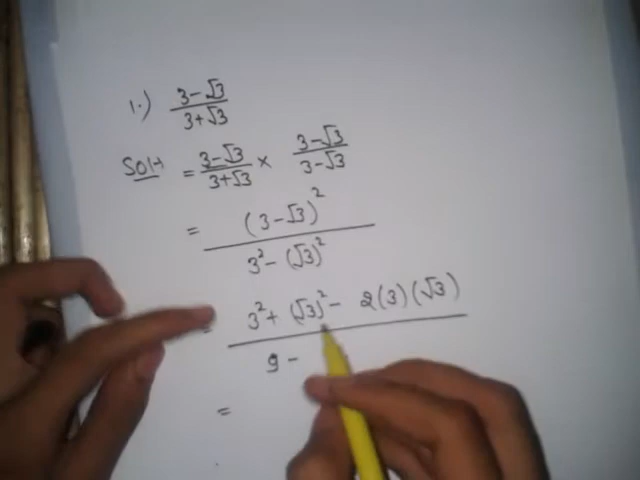 1.) (3-√3)/(3+√3)
Solⁿ = (3-√3)/(3+√3) × (3-√3)/(3-√3)
= (3-√3)²/(3²-(√3)²)
= (3²+(√3)²-2(3)(√3))/(9-
=